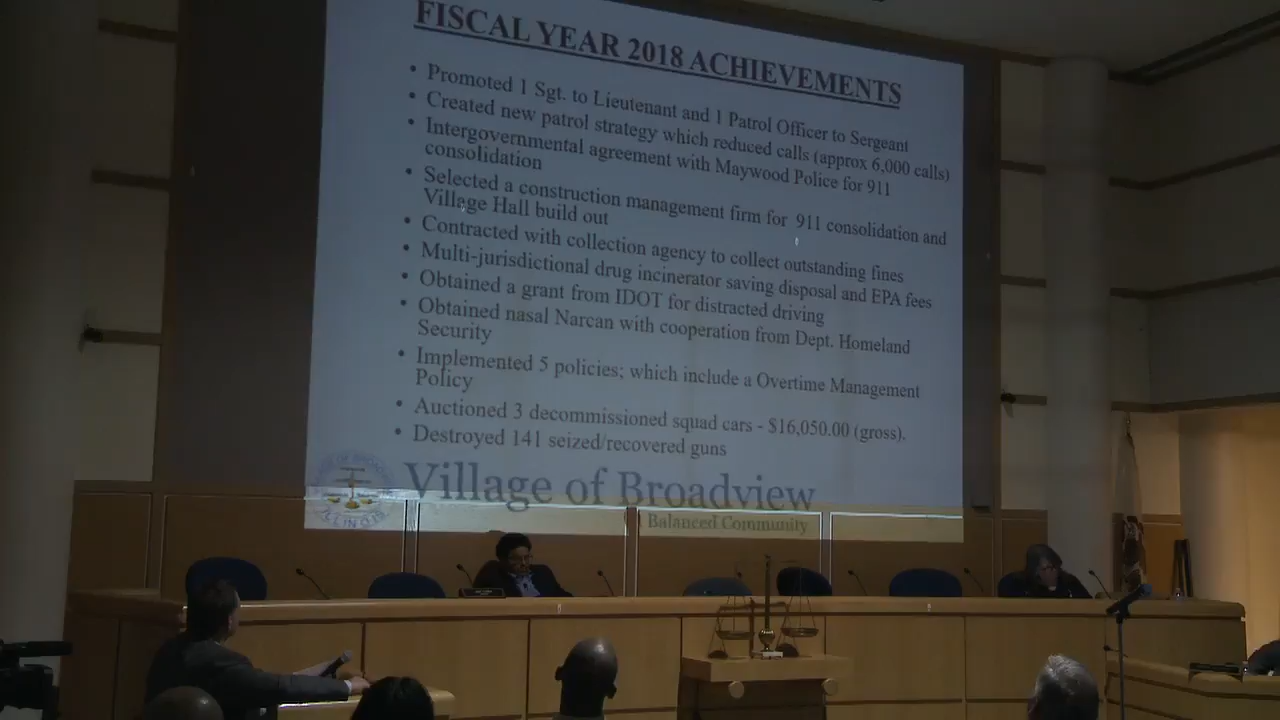 FISCAL YEAR 2018 ACHIEVEMENTS
• Promoted 1 Sgt. to Lieutenant and 1 Patrol Officer to Sergeant
• Created new patrol strategy which reduced calls (approx 6,000 calls)
• Intergovernmental agreement with Maywood Police for 911
consolidation
• Selected a construction management firm for 911 consolidation and
Village Hall build out
• Contracted with collection agency to collect outstanding fines
• Multi-jurisdictional drug incinerator saving disposal and EPA fees
• Obtained a grant from IDOT for distracted driving
• Obtained nasal Narcan with cooperation from Dept. Homeland
Security
• Implemented 5 policies; which include a Overtime Management
Policy
• Auctioned 3 decommissioned squad cars - $16,050.00 (gross).
• Destroyed 141 seized/recovered guns
Village of Broadview
Balanced Community
ILLINOIS